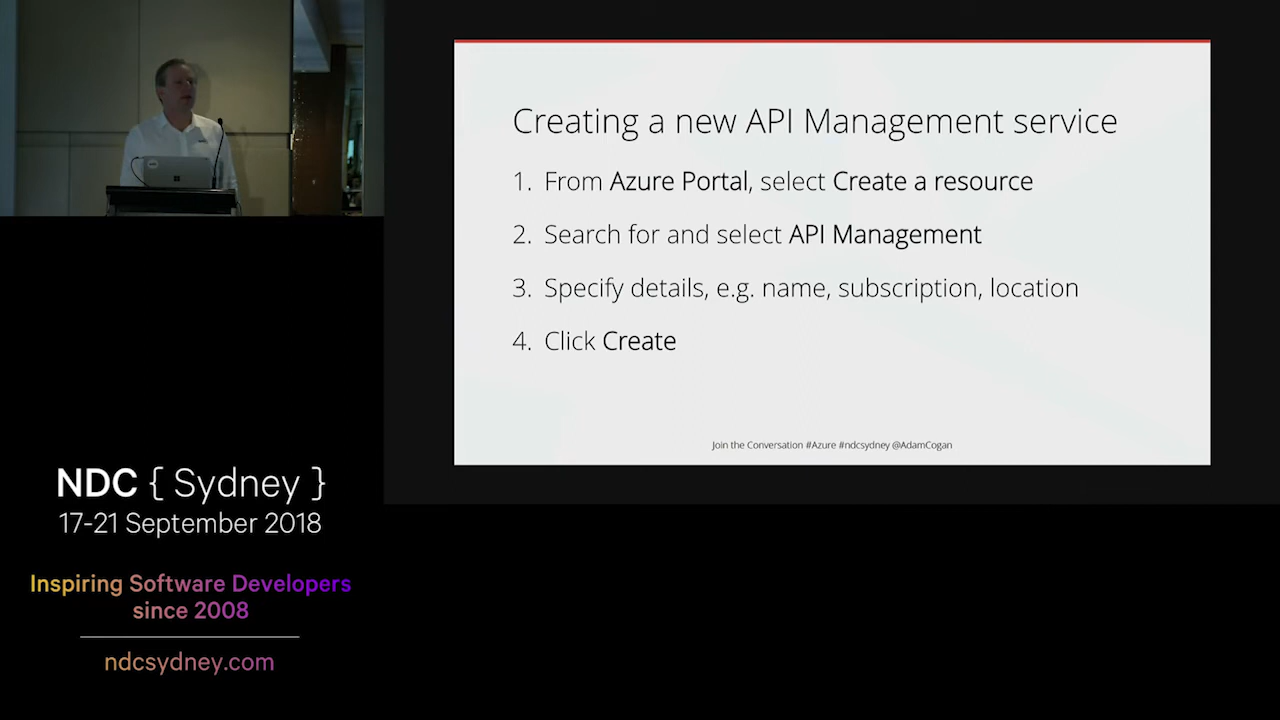 Creating a new API Management service
1. From Azure Portal, select Create a resource
2. Search for and select API Management
3. Specify details, e.g. name, subscription, location
4. Click Create
Join the Conversation #Azure #ndcsydney @AdamCogan
NDC { Sydney }
17-21 September 2018
Inspiring Software Developers
since 2008
ndcsydney.com